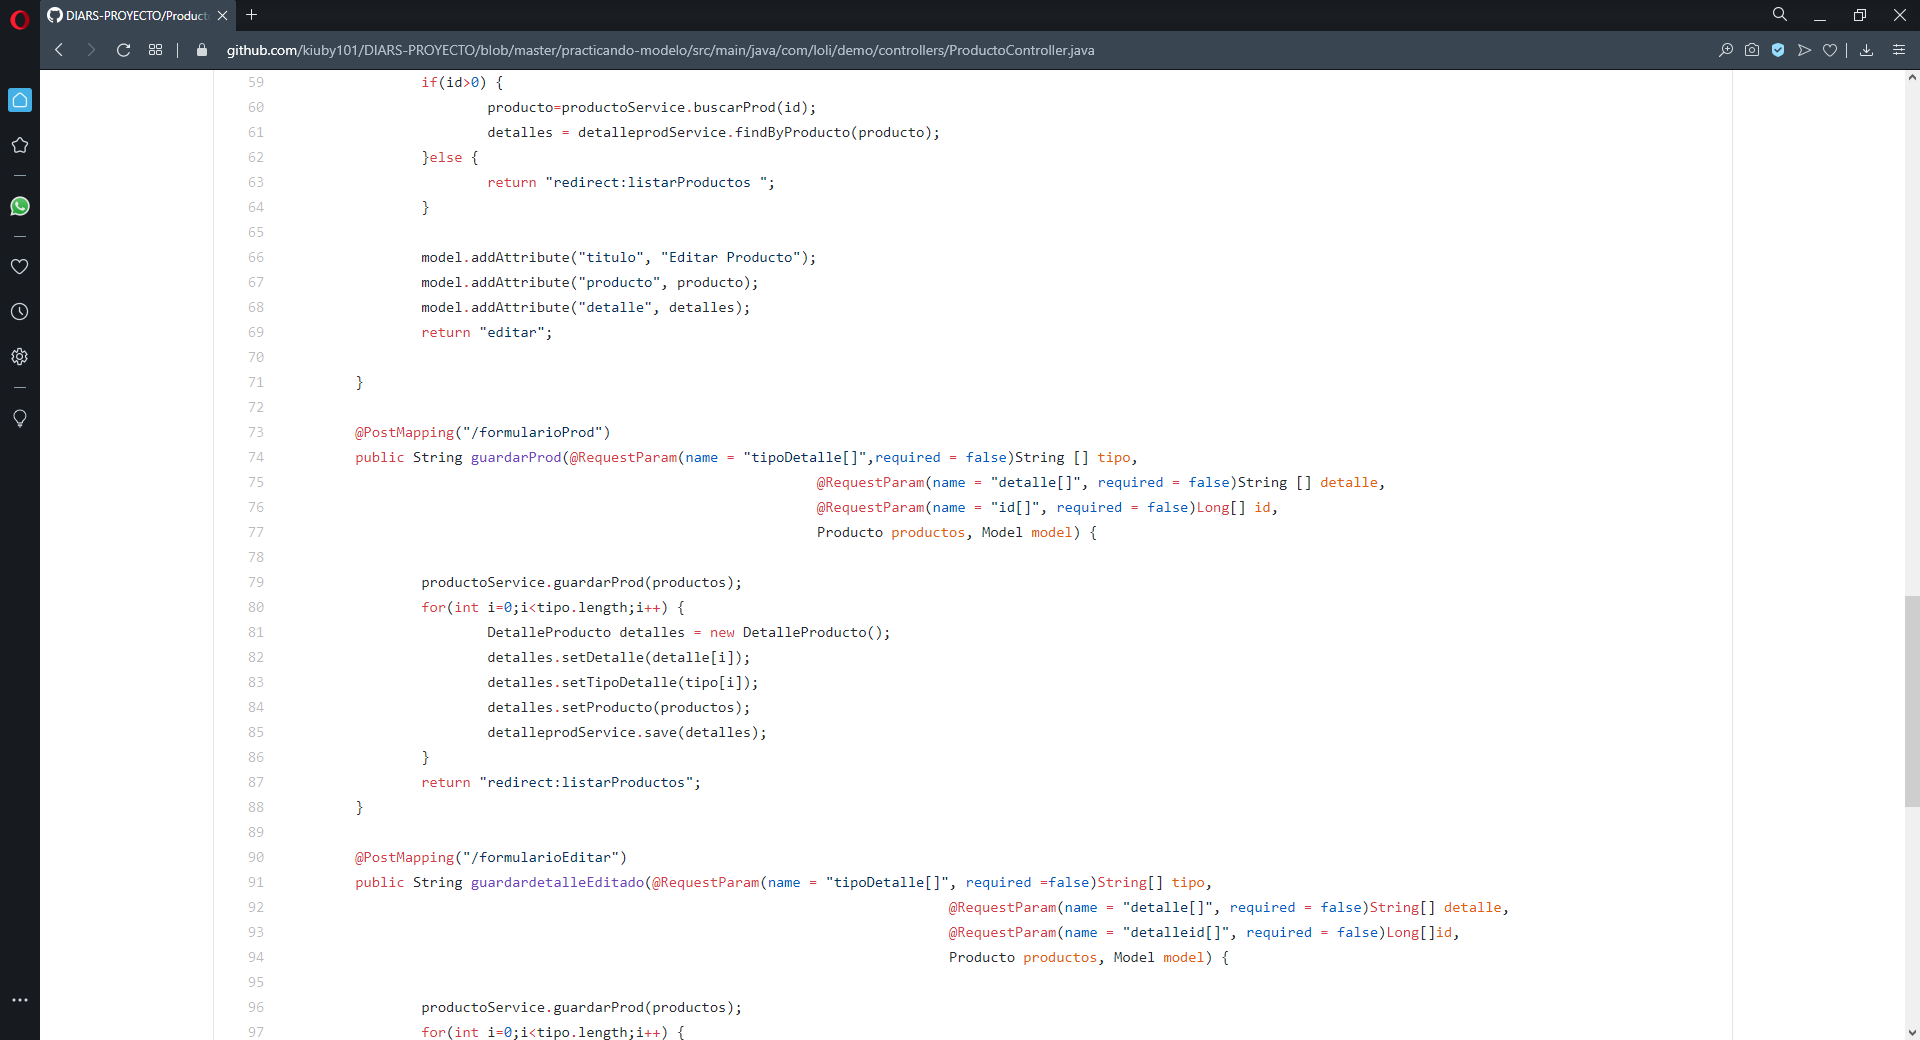 DIARS-PROYECTO/Product
github.com/kiuby101/DIARS-PROYECTO/blob/master/practicando-modelo/src/main/java/com/loli/demo/controllers/ProductoController.java
59 if(id>0) {
60 producto=productoService.buscarProd(id);
61 detalles = detalleprodService.findByProducto(producto);
62 }else {
63 return "redirect:listarProductos ";
64 }
65
66 model.addAttribute("titulo", "Editar Producto");
67 model.addAttribute("producto", producto);
68 model.addAttribute("detalle", detalles);
69 return "editar";
70
71 }
72
73 @PostMapping("/formularioProd")
74 public String guardarProd(@RequestParam(name = "tipoDetalle[]",required = false)String [] tipo,
75 @RequestParam(name = "detalle[]", required = false)String [] detalle,
76 @RequestParam(name = "id[]", required = false)Long[] id,
77 Producto productos, Model model) {
78
79 productoService.guardarProd(productos);
80 for(int i=0;i<tipo.length;i++) {
81 DetalleProducto detalles = new DetalleProducto();
82 detalles.setDetalle(detalle[i]);
83 detalles.setTipoDetalle(tipo[i]);
84 detalles.setProducto(productos);
85 detalleprodService.save(detalles);
86 }
87 return "redirect:listarProductos";
88 }
89
90 @PostMapping("/formularioEditar")
91 public String guardardetalleEditado(@RequestParam(name = "tipoDetalle[]", required =false)String[] tipo,
92 @RequestParam(name = "detalle[]", required = false)String[] detalle,
93 @RequestParam(name = "detalleid[]", required = false)Long[]id,
94 Producto productos, Model model) {
95
96 productoService.guardarProd(productos);
97 for(int i=0;i<tipo.length;i++) {